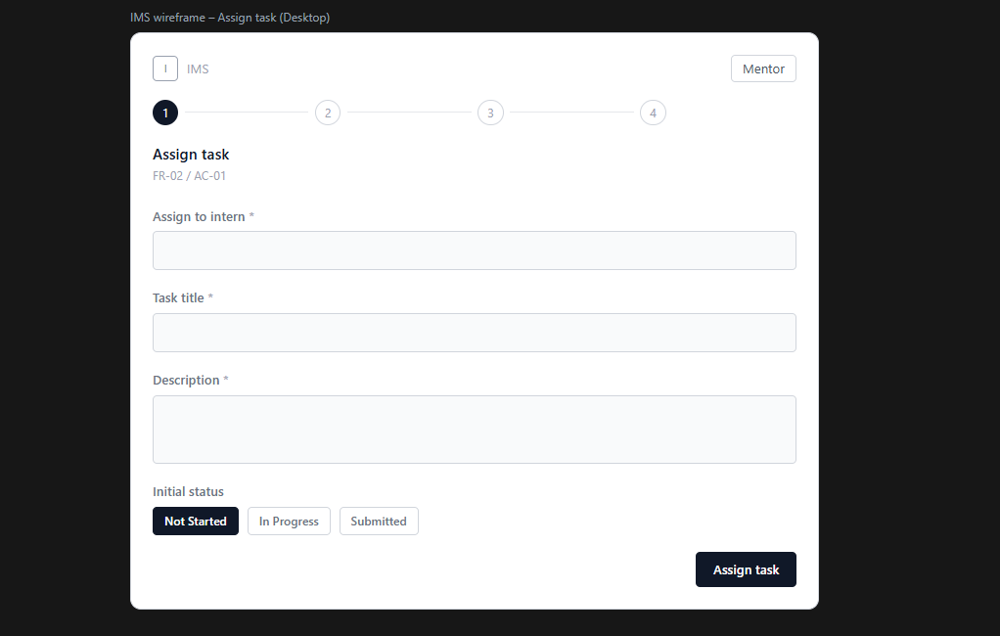 IMS wireframe – Assign task (Desktop)
I IMS Mentor
1 2 3 4
Assign task
FR-02 / AC-01
Assign to intern *
Task title *
Description *
Initial status
Not Started In Progress Submitted
Assign task